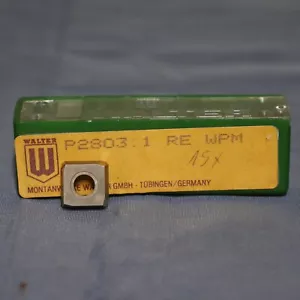 WALTER
P2803.1 RE WPM
15x
W
GMBH - TÜBINGEN/GERMANY